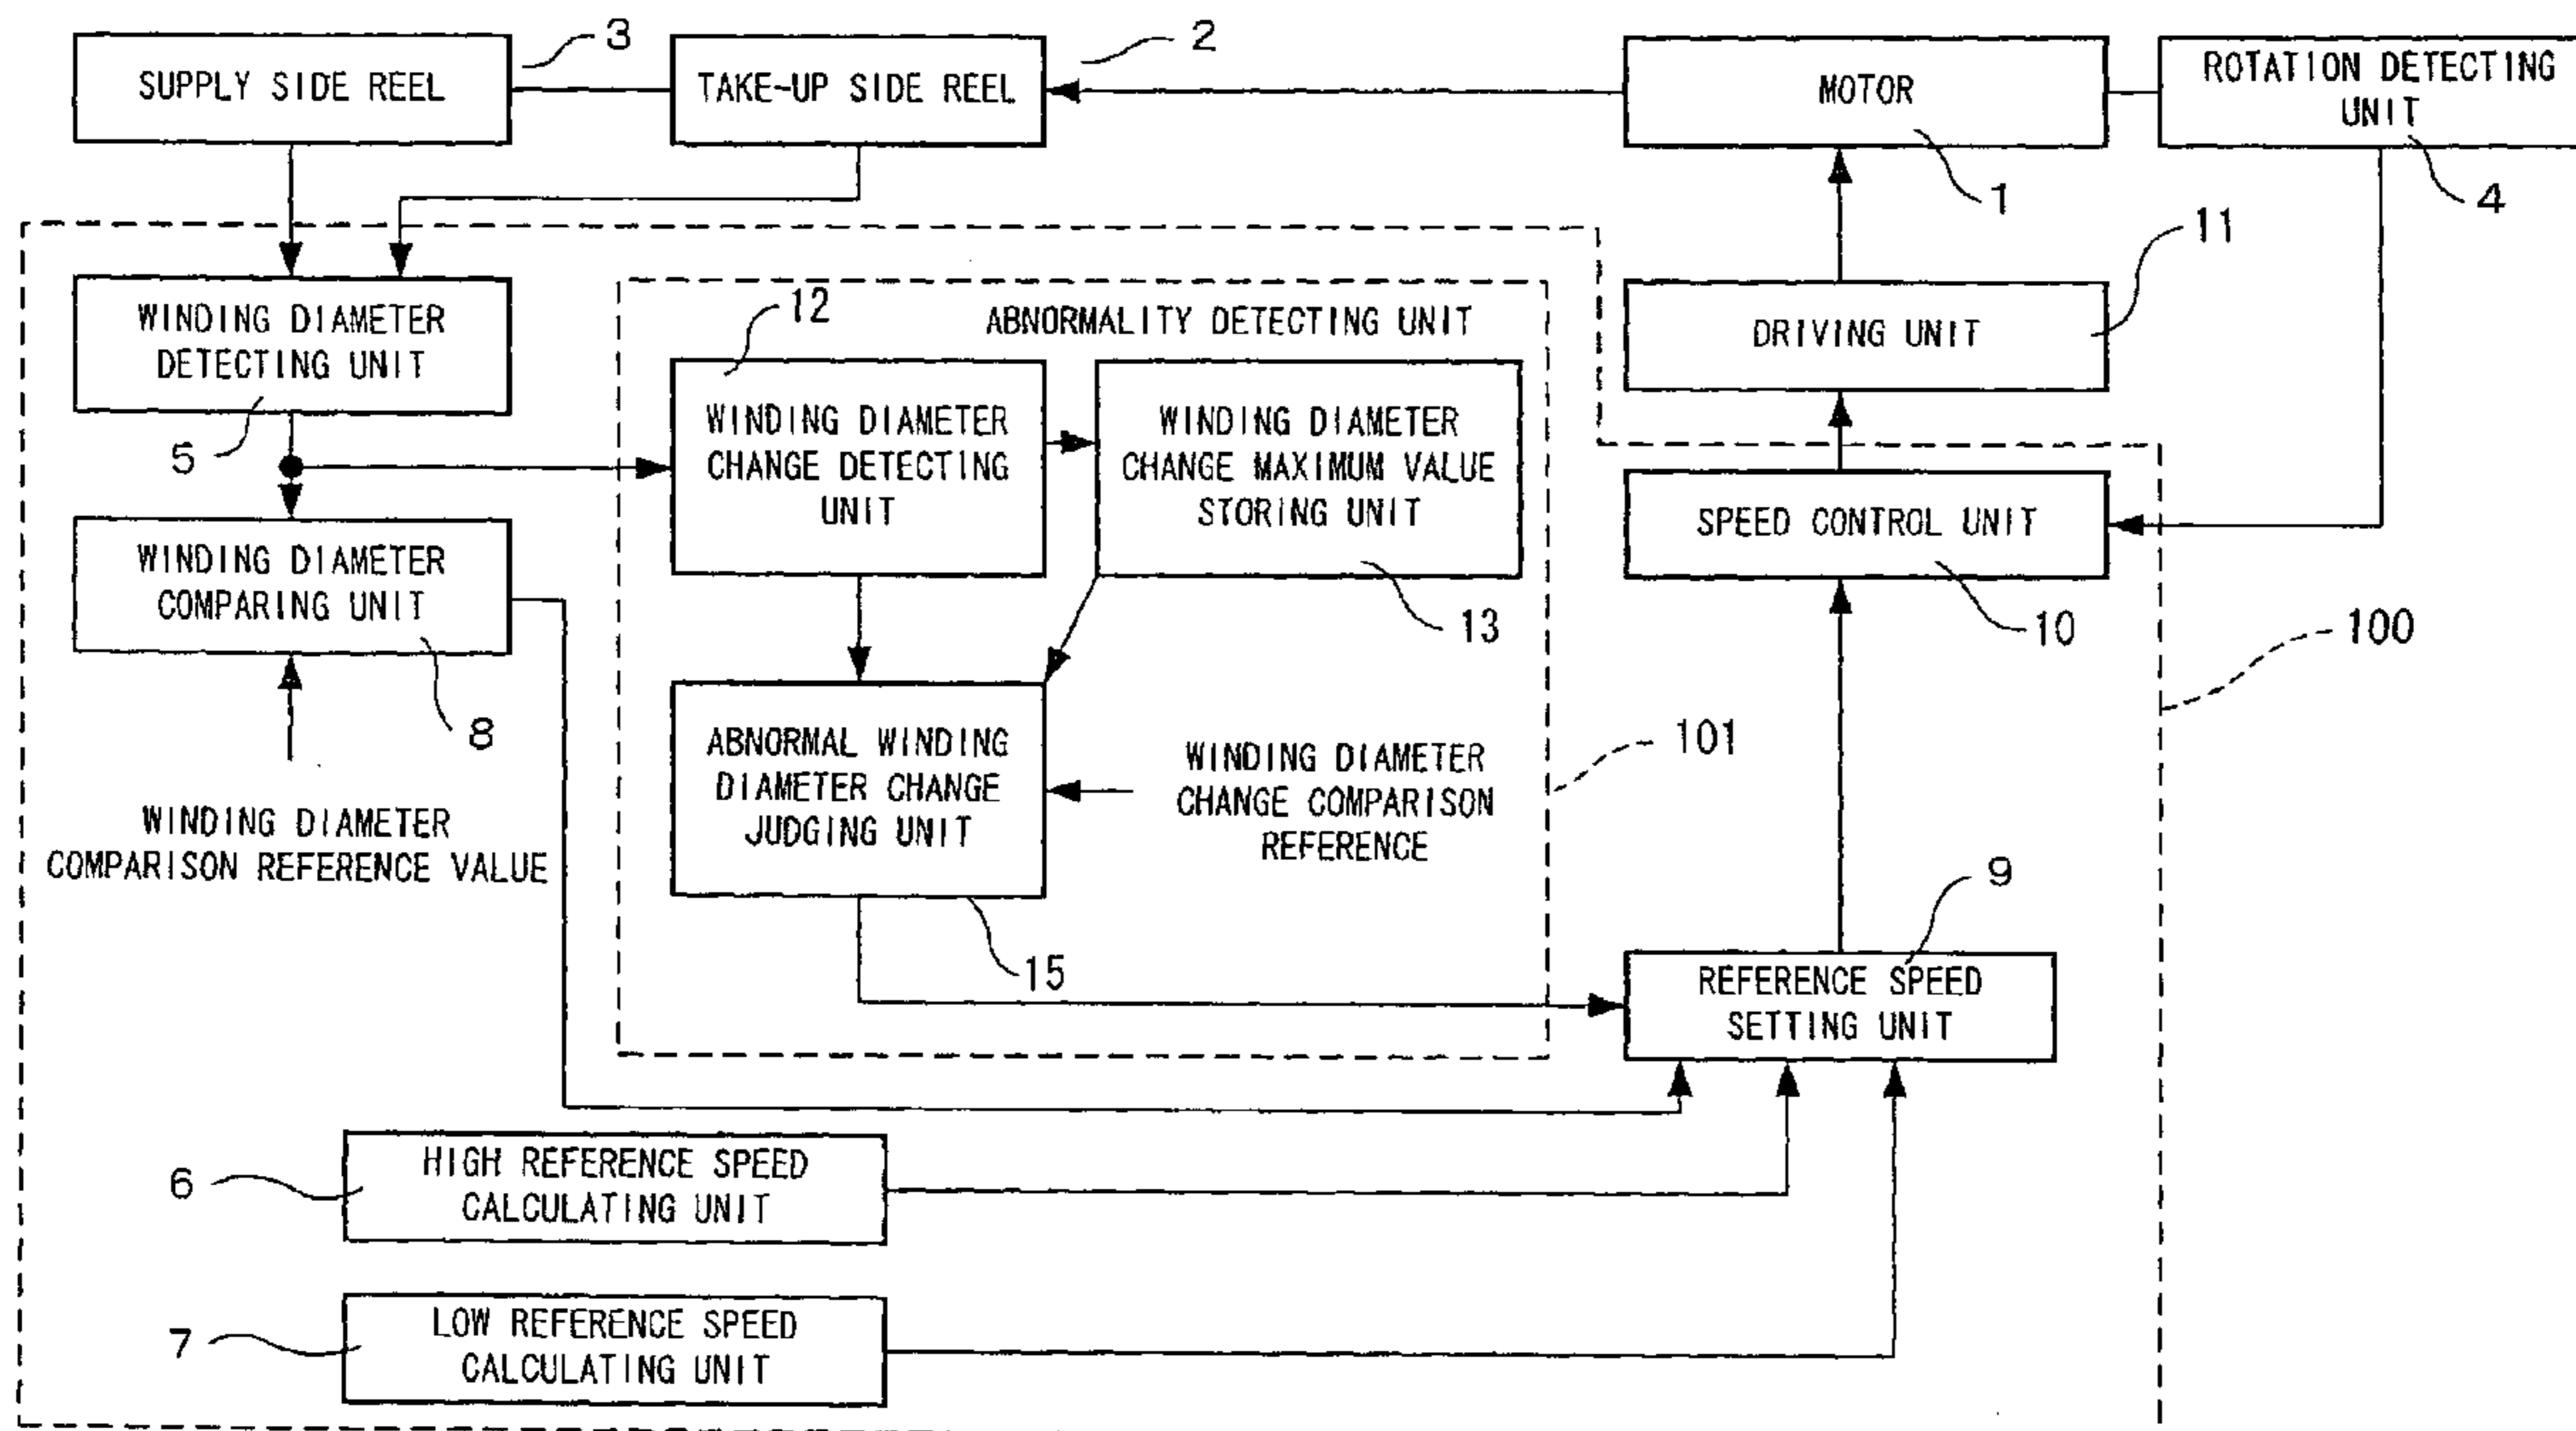 3
2
SUPPLY SIDE REEL
TAKE-UP SIDE REEL
MOTOR
ROTATION DETECTING
UNIT
1
4
11
WINDING DIAMETER
DETECTING UNIT
5
12
ABNORMALITY DETECTING UNIT
DRIVING UNIT
WINDING DIAMETER
CHANGE DETECTING
UNIT
WINDING DIAMETER
CHANGE MAXIMUM VALUE
STORING UNIT
13
SPEED CONTROL UNIT
10
100
WINDING DIAMETER
COMPARING UNIT
8
WINDING DIAMETER
COMPARISON REFERENCE VALUE
ABNORMAL WINDING
DIAMETER CHANGE
JUDGING UNIT
15
WINDING DIAMETER
CHANGE COMPARISON
REFERENCE
101
9
REFERENCE SPEED
SETTING UNIT
6
HIGH REFERENCE SPEED
CALCULATING UNIT
7
LOW REFERENCE SPEED
CALCULATING UNIT